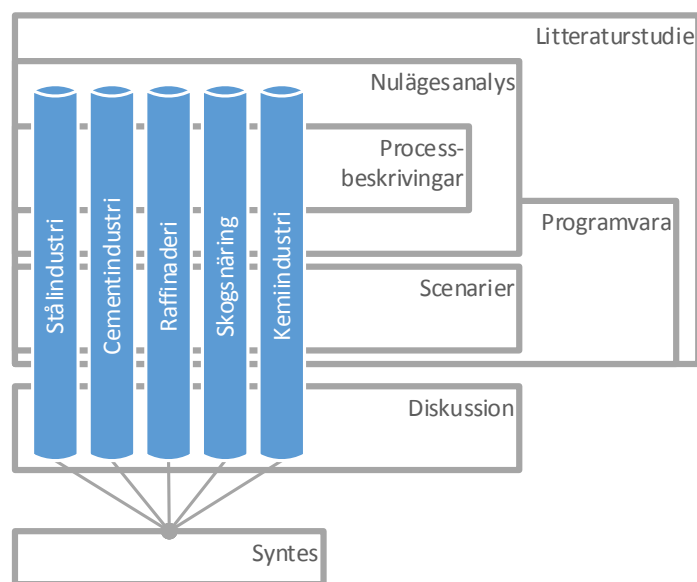 Litteraturstudie
Nulägesanalys
Process-
beskrivingar
Programvara
Scenarier
Stålindustri
Cementindustri
Raffinaderi
Skogsnäring
Kemiindustri
Diskussion
Syntes